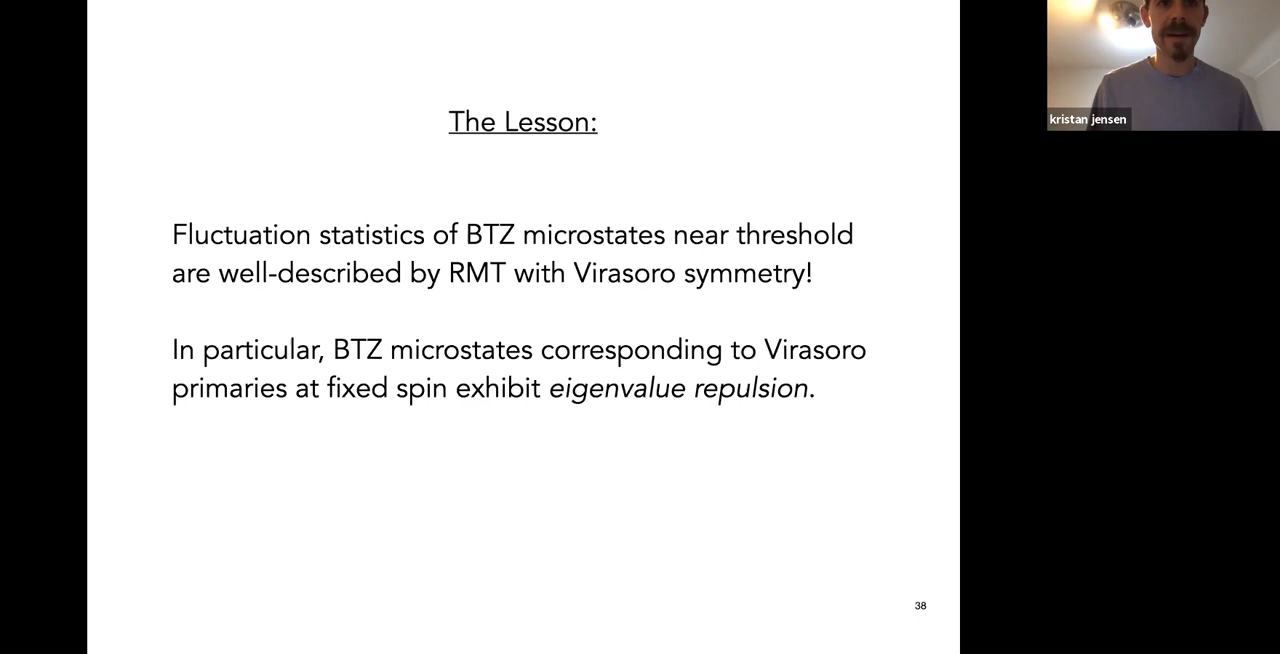 The Lesson:
Fluctuation statistics of BTZ microstates near threshold
are well-described by RMT with Virasoro symmetry!
In particular, BTZ microstates corresponding to Virasoro
primaries at fixed spin exhibit eigenvalue repulsion.
38
kristan jensen